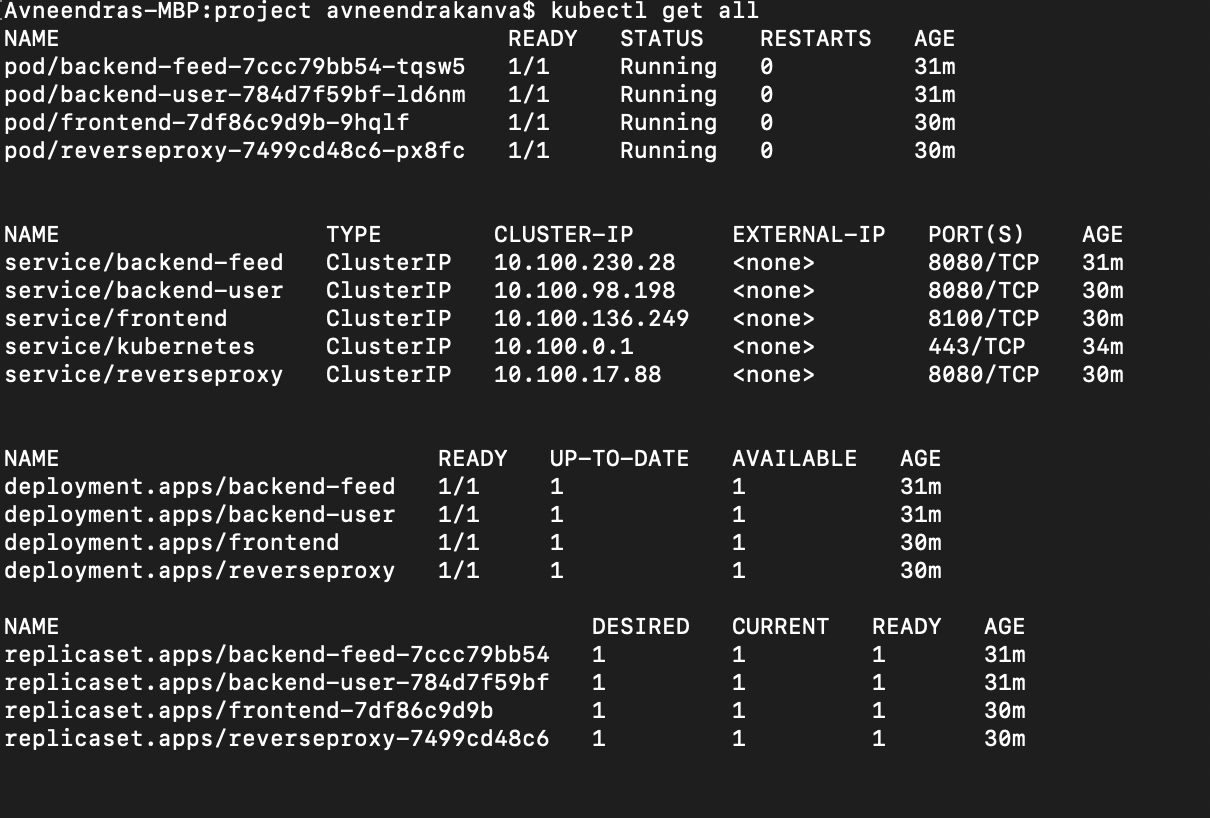 Avneendras-MBP:project avneendrakanva$ kubectl get all
NAME READY STATUS RESTARTS AGE
pod/backend-feed-7ccc79bb54-tqsw5 1/1 Running 0 31m
pod/backend-user-784d7f59bf-ld6nm 1/1 Running 0 31m
pod/frontend-7df86c9d9b-9hqlf 1/1 Running 0 30m
pod/reverseproxy-7499cd48c6-px8fc 1/1 Running 0 30m
NAME TYPE CLUSTER-IP EXTERNAL-IP PORT(S) AGE
service/backend-feed ClusterIP 10.100.230.28 <none> 8080/TCP 31m
service/backend-user ClusterIP 10.100.98.198 <none> 8080/TCP 30m
service/frontend ClusterIP 10.100.136.249 <none> 8100/TCP 30m
service/kubernetes ClusterIP 10.100.0.1 <none> 443/TCP 34m
service/reverseproxy ClusterIP 10.100.17.88 <none> 8080/TCP 30m
NAME READY UP-TO-DATE AVAILABLE AGE
deployment.apps/backend-feed 1/1 1 1 31m
deployment.apps/backend-user 1/1 1 1 31m
deployment.apps/frontend 1/1 1 1 30m
deployment.apps/reverseproxy 1/1 1 1 30m
NAME DESIRED CURRENT READY AGE
replicaset.apps/backend-feed-7ccc79bb54 1 1 1 31m
replicaset.apps/backend-user-784d7f59bf 1 1 1 31m
replicaset.apps/frontend-7df86c9d9b 1 1 1 30m
replicaset.apps/reverseproxy-7499cd48c6 1 1 1 30m